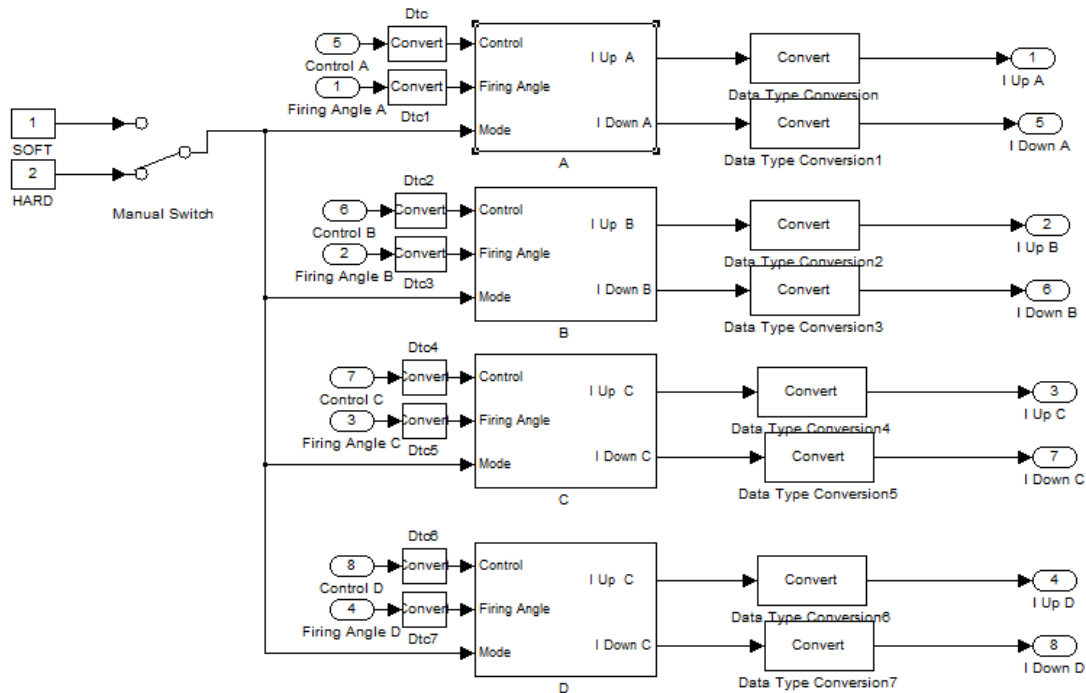 Dtc
5
Convert
Control
Control A
I Up A
Convert
1
I Up A
1
Convert
Firing Angle
Firing Angle A
Dtc1
Data Type Conversion
1
SOFT
Mode
I Down A
Convert
5
I Down A
A
Data Type Conversion1
2
HARD
Manual Switch
Dtc2
6
Convert
Control
Control B
I Up B
Convert
2
I Up B
2
Convert
Firing Angle
Firing Angle B
Dtc3
Data Type Conversion2
Mode
I Down B
Convert
6
I Down B
B
Data Type Conversion3
Dtc4
7
Convert
Control
Control C
I Up C
Convert
3
I Up C
3
Convert
Firing Angle
Firing Angle C
Dtc5
Data Type Conversion4
Mode
I Down C
Convert
7
I Down C
C
Data Type Conversion5
Dtc6
8
Convert
Control
Control D
I Up C
Convert
4
I Up D
4
Convert
Firing Angle
Firing Angle D
Dtc7
Data Type Conversion6
Mode
I Down C
Convert
8
I Down D
D
Data Type Conversion7